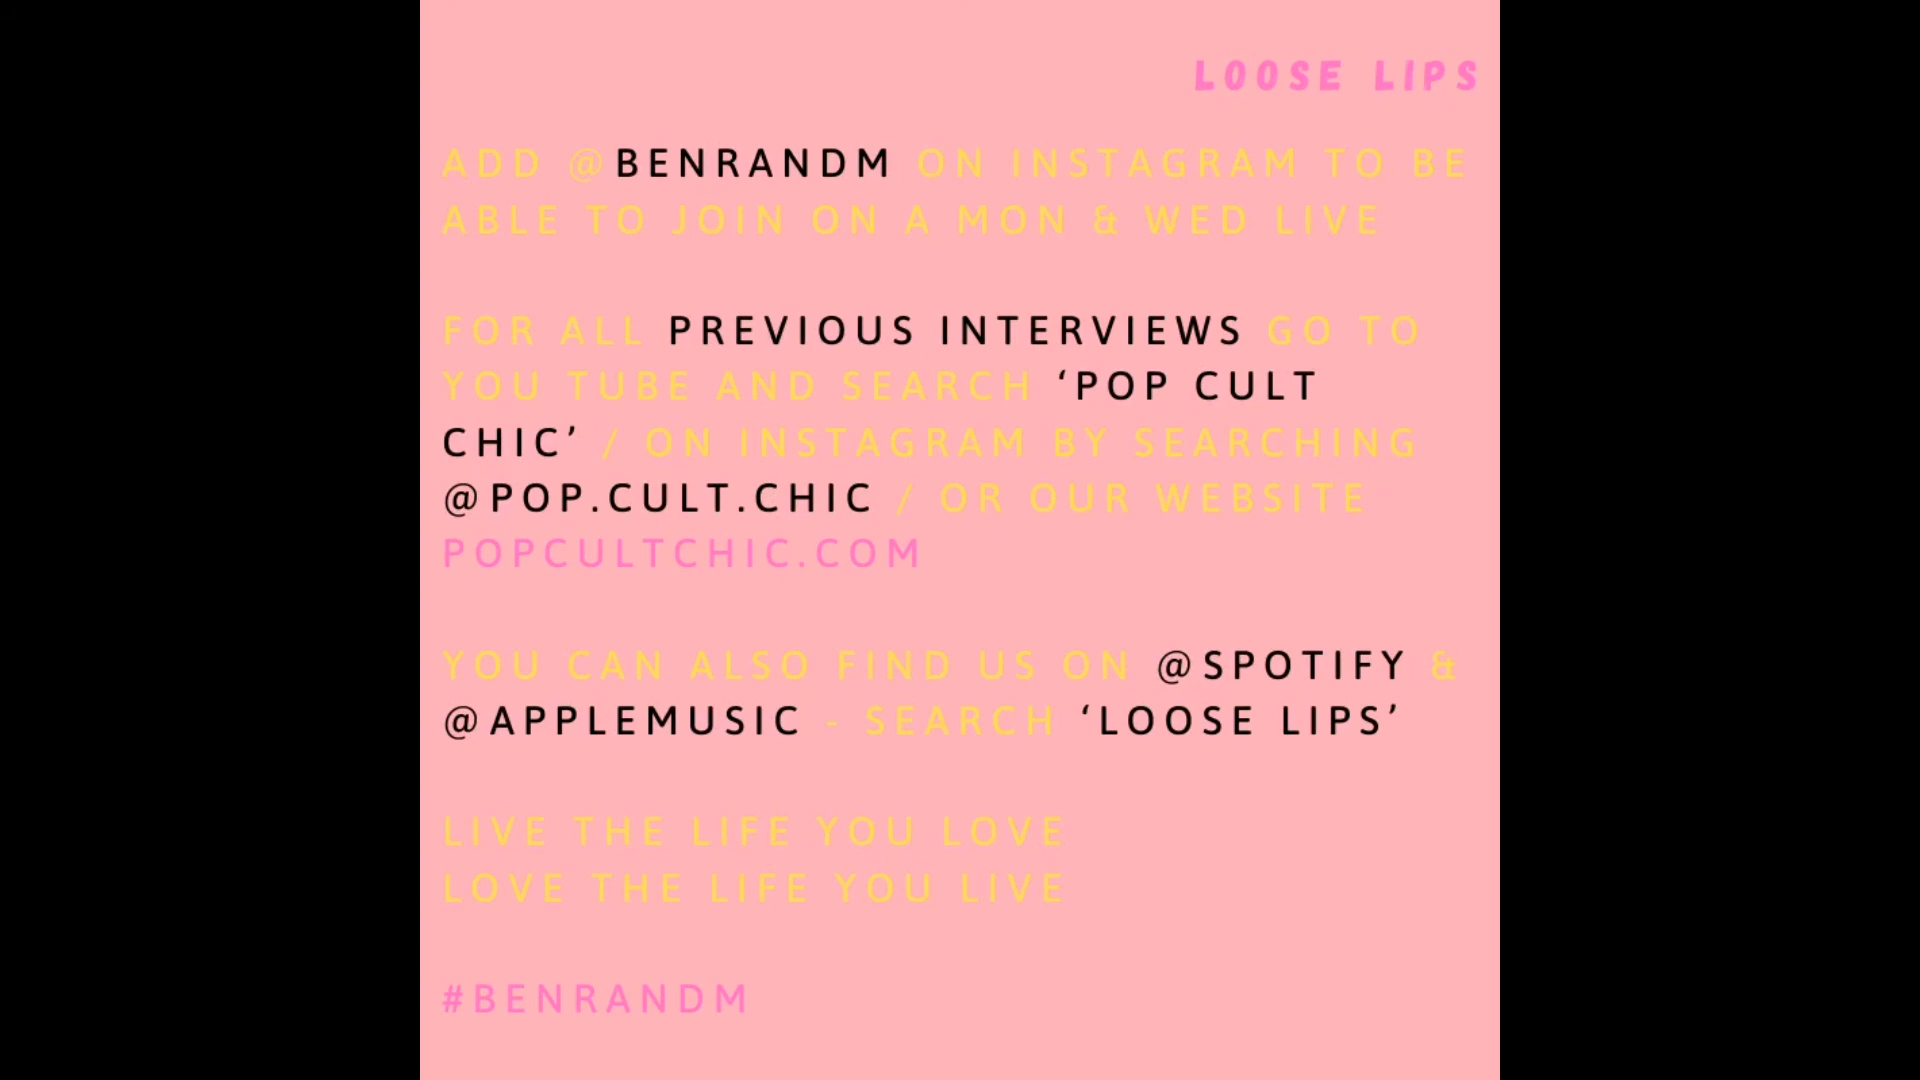 LOOSE LIPS
ADD @BENRANDM ON INSTAGRAM TO BE
ABLE TO JOIN ON A MON & WED LIVE
FOR ALL PREVIOUS INTERVIEWS GO TO
YOU TUBE AND SEARCH ‘POP CULT
CHIC’ / ON INSTAGRAM BY SEARCHING
@POP.CULT.CHIC / OR OUR WEBSITE
POPCULTCHIC.COM
YOU CAN ALSO FIND US ON @SPOTIFY &
@APPLEMUSIC - SEARCH ‘LOOSE LIPS’
LIVE THE LIFE YOU LOVE
LOVE THE LIFE YOU LIVE
#BENRANDM